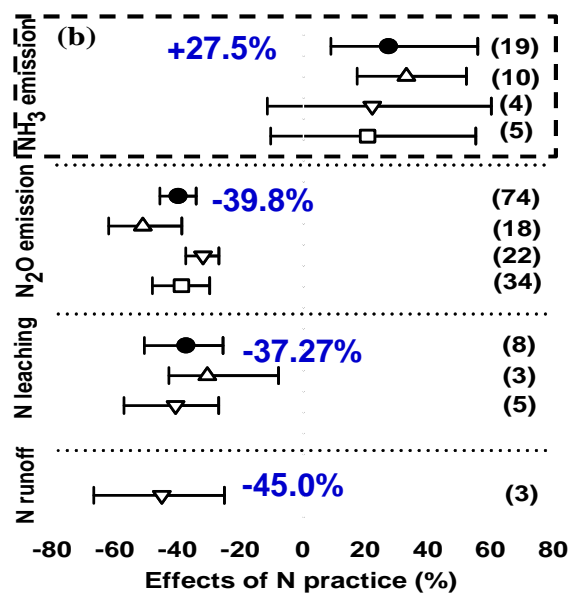 (b)
+27.5%
(19)
(10)
(4)
(5)
NH3 emission
-39.8%
(74)
(18)
(22)
(34)
N2O emission
-37.27%
(8)
(3)
(5)
N leaching
-45.0%
(3)
N runoff
-80 -60 -40 -20 0 20 40 60 80
Effects of N practice (%)